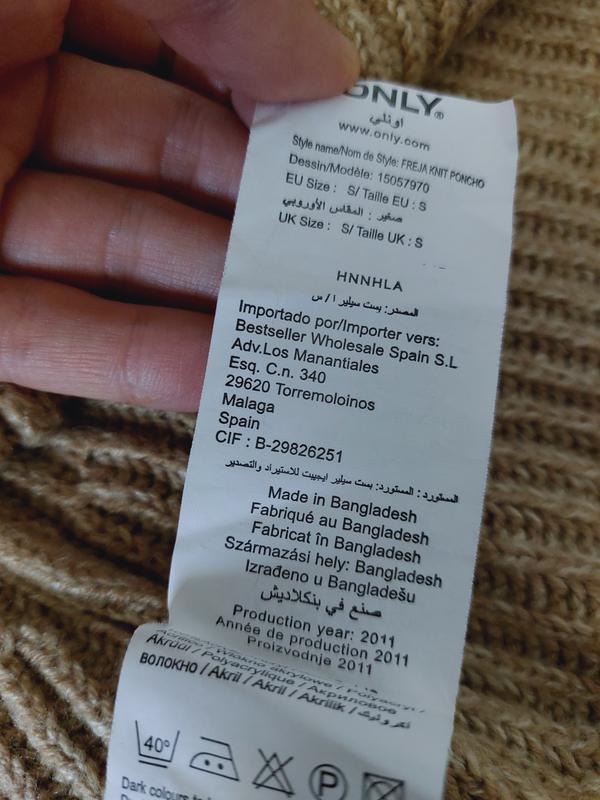 ONLY®
اونلي
www.only.com
Style name/Nom de Style: FREJA KNIT PONCHO
Dessin/Modèle: 15057970
EU Size : S/ Taille EU : S
صغير : المقاس الأوروبي
UK Size : S/ Taille UK : S
HNNHLA
المصدر: بست سيلير ا / س
Importado por/Importer vers:
Bestseller Wholesale Spain S.L
Adv.Los Manantiales
Esq. C.n. 340
29620 Torremoloinos
Malaga
Spain
CIF : B-29826251
المستورد : المستورد: بست سيلير ايجيبت للاستيراد والتصدير
Made in Bangladesh
Fabriqué au Bangladesh
Fabricat în Bangladesh
Származási hely: Bangladesh
Izrađeno u Bangladešu
صنع في بنكلاديش
Production year: 2011
Année de production 2011
Proizvodnje 2011
Akrüül / Polyacrylique / Акриловое
волокно / Akril / Akril / Akrilik /
40°
P
Dark colours